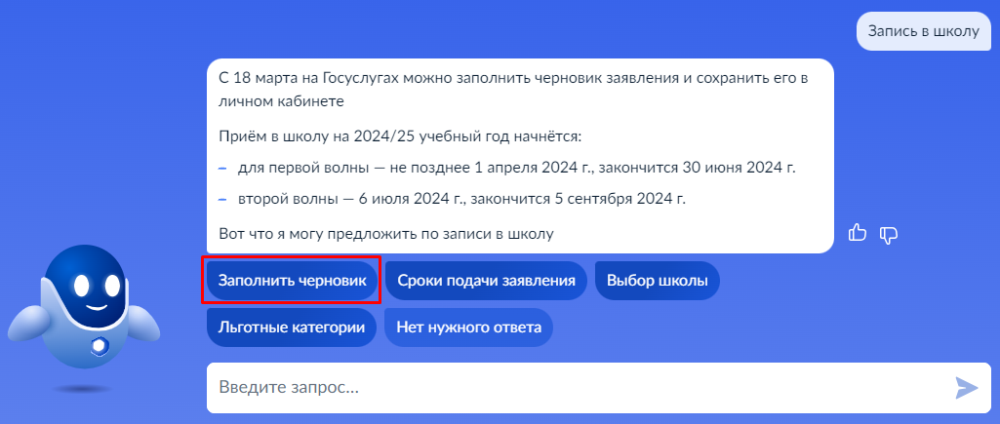 Запись в школу
С 18 марта на Госуслугах можно заполнить черновик заявления и сохранить его в
личном кабинете
Приём в школу на 2024/25 учебный год начнётся:
– для первой волны — не позднее 1 апреля 2024 г., закончится 30 июня 2024 г.
– второй волны — 6 июля 2024 г., закончится 5 сентября 2024 г.
Вот что я могу предложить по записи в школу
Заполнить черновик Сроки подачи заявления Выбор школы
Льготные категории Нет нужного ответа
Введите запрос...